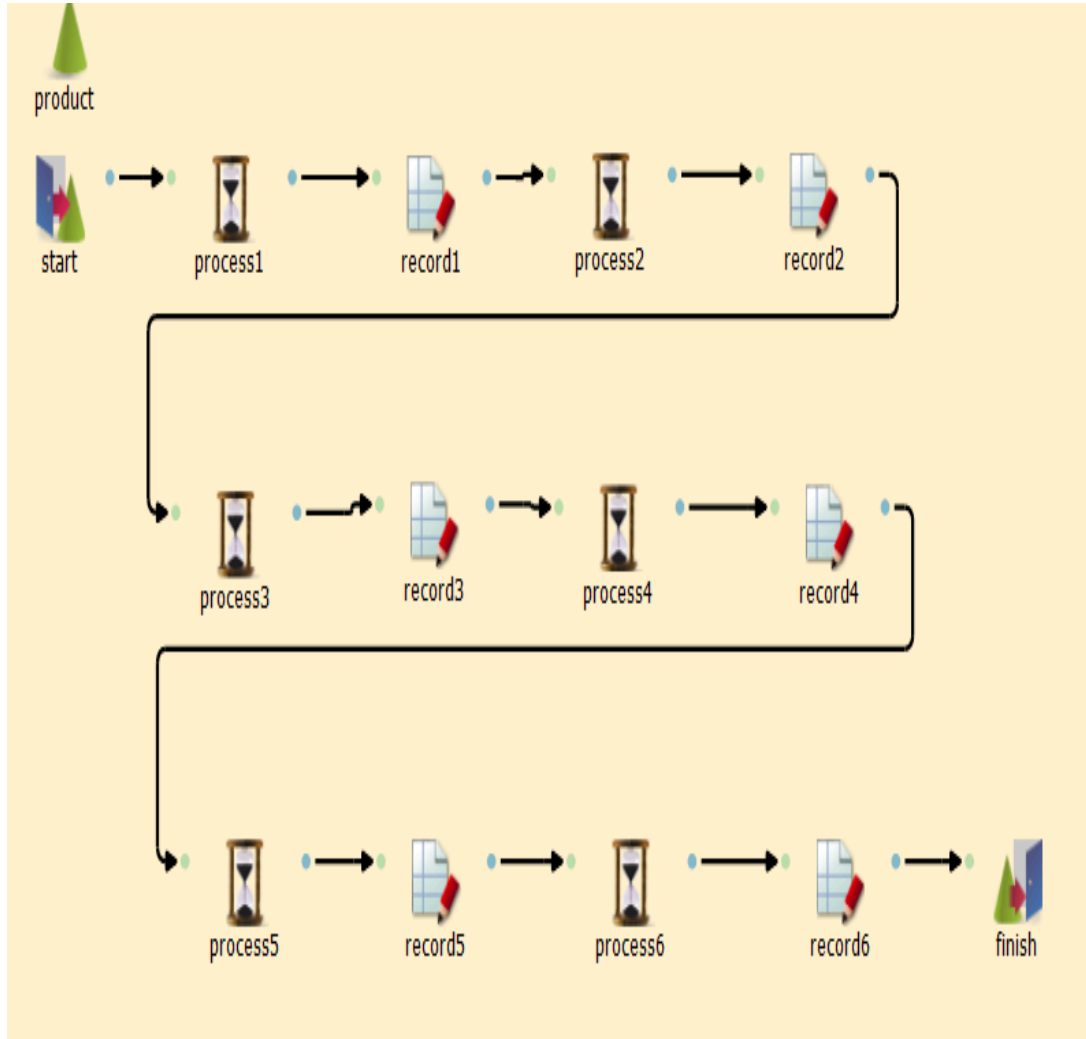 product
start
process1
record1
process2
record2
process3
record3
process4
record4
process5
record5
process6
record6
finish